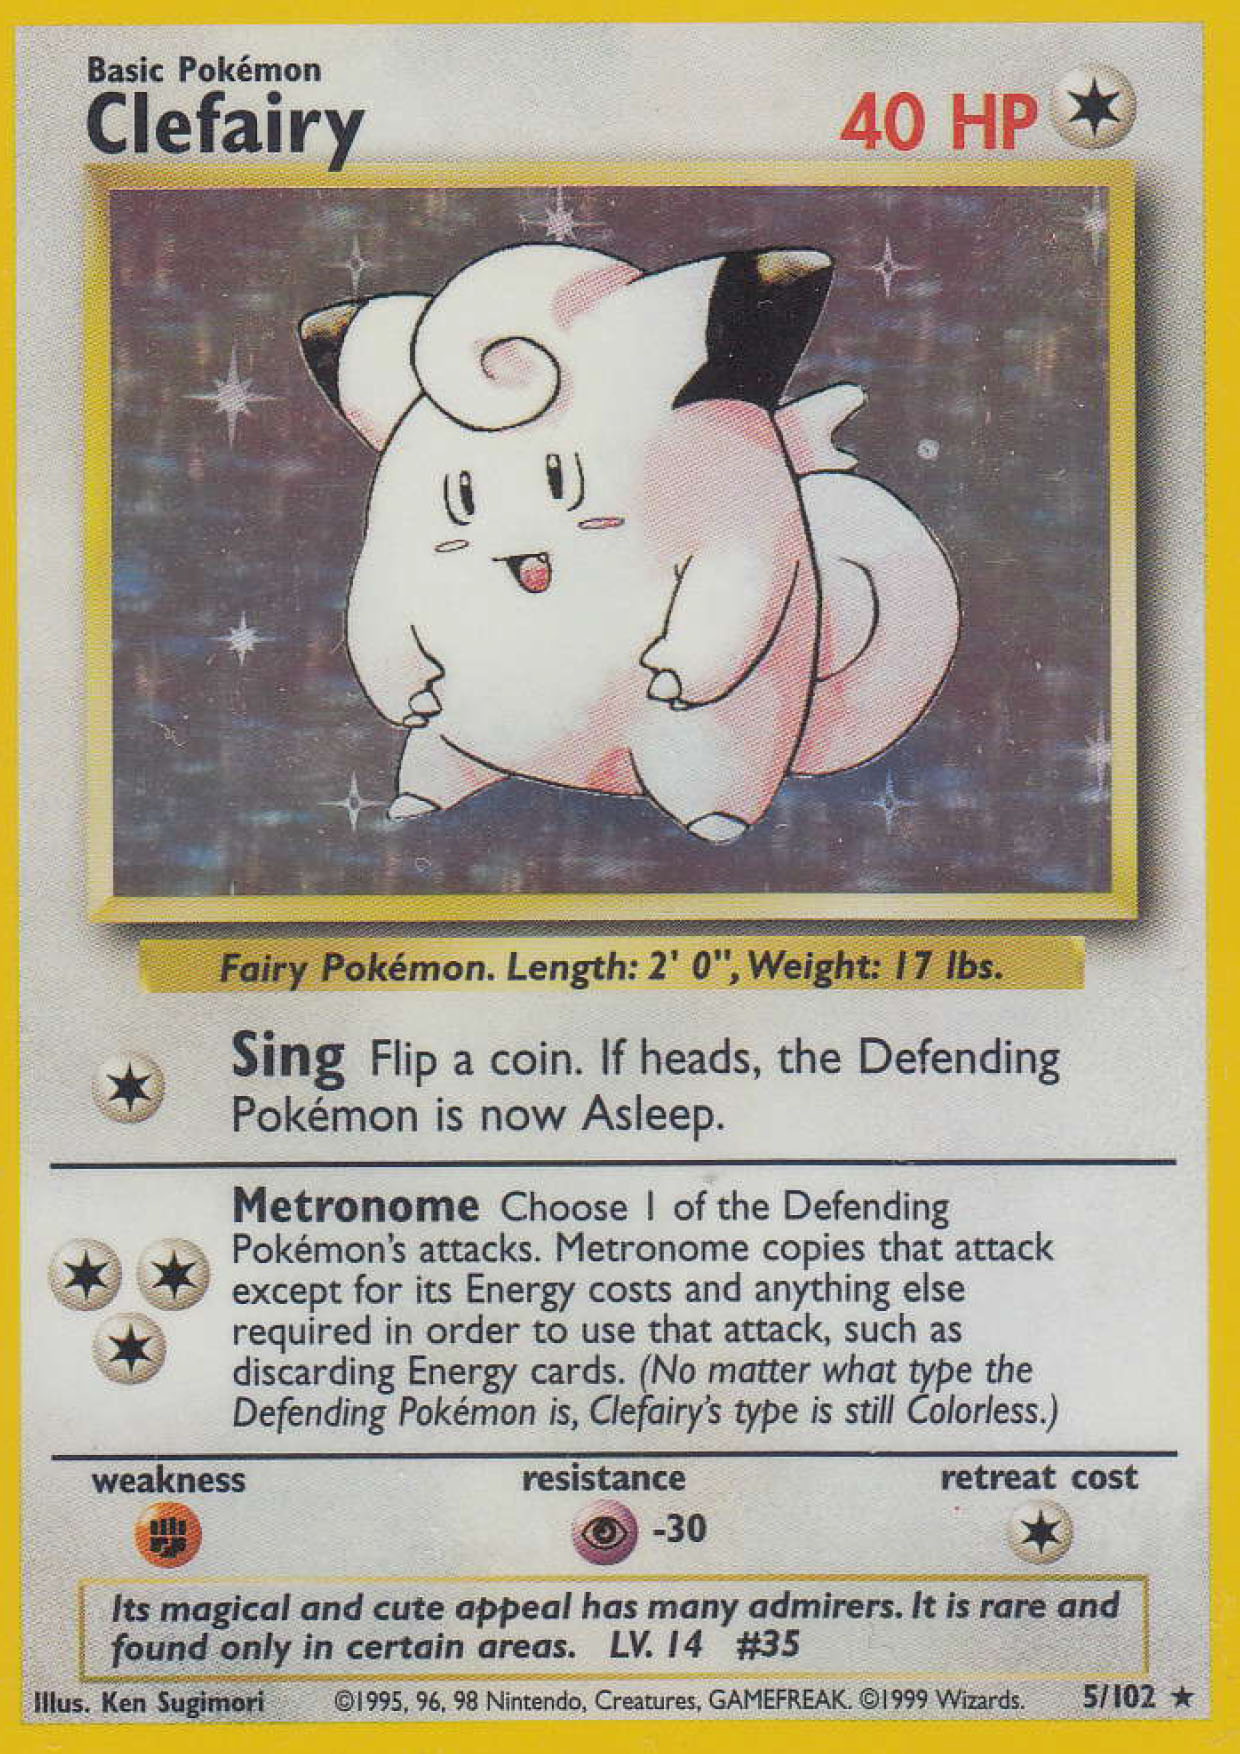 Basic Pokémon
Clefairy
40 HP
Fairy Pokémon. Length: 2' 0", Weight: 17 lbs.
Sing Flip a coin. If heads, the Defending
Pokémon is now Asleep.
Metronome Choose 1 of the Defending
Pokémon's attacks. Metronome copies that attack
except for its Energy costs and anything else
required in order to use that attack, such as
discarding Energy cards. (No matter what type the
Defending Pokémon is, Clefairy's type is still Colorless.)
weakness resistance retreat cost
-30
Its magical and cute appeal has many admirers. It is rare and
found only in certain areas. LV. 14 #35
Illus. Ken Sugimori ©1995, 96, 98 Nintendo, Creatures, GAMEFREAK. ©1999 Wizards. 5/102 ★